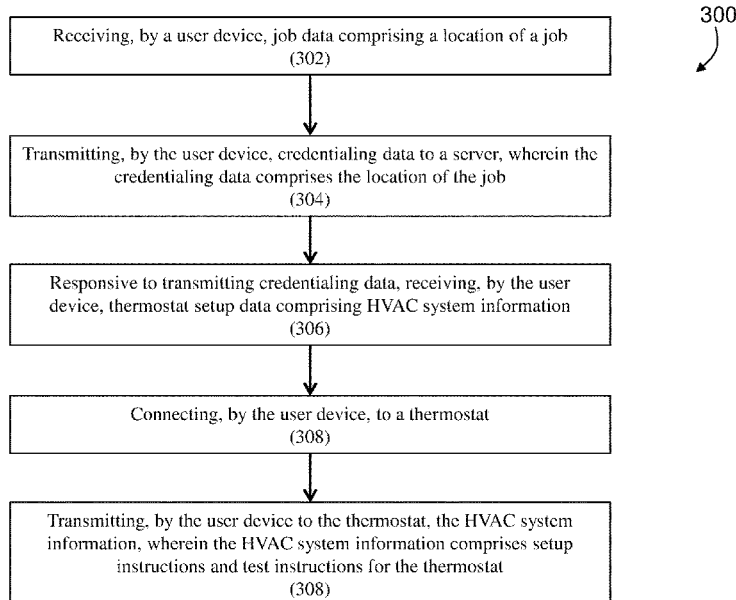 300
Receiving, by a user device, job data comprising a location of a job
(302)
Transmitting, by the user device, credentialing data to a server, wherein the
credentialing data comprises the location of the job
(304)
Responsive to transmitting credentialing data, receiving, by the user
device, thermostat setup data comprising HVAC system information
(306)
Connecting, by the user device, to a thermostat
(308)
Transmitting, by the user device to the thermostat, the HVAC system
information, wherein the HVAC system information comprises setup
instructions and test instructions for the thermostat
(308)